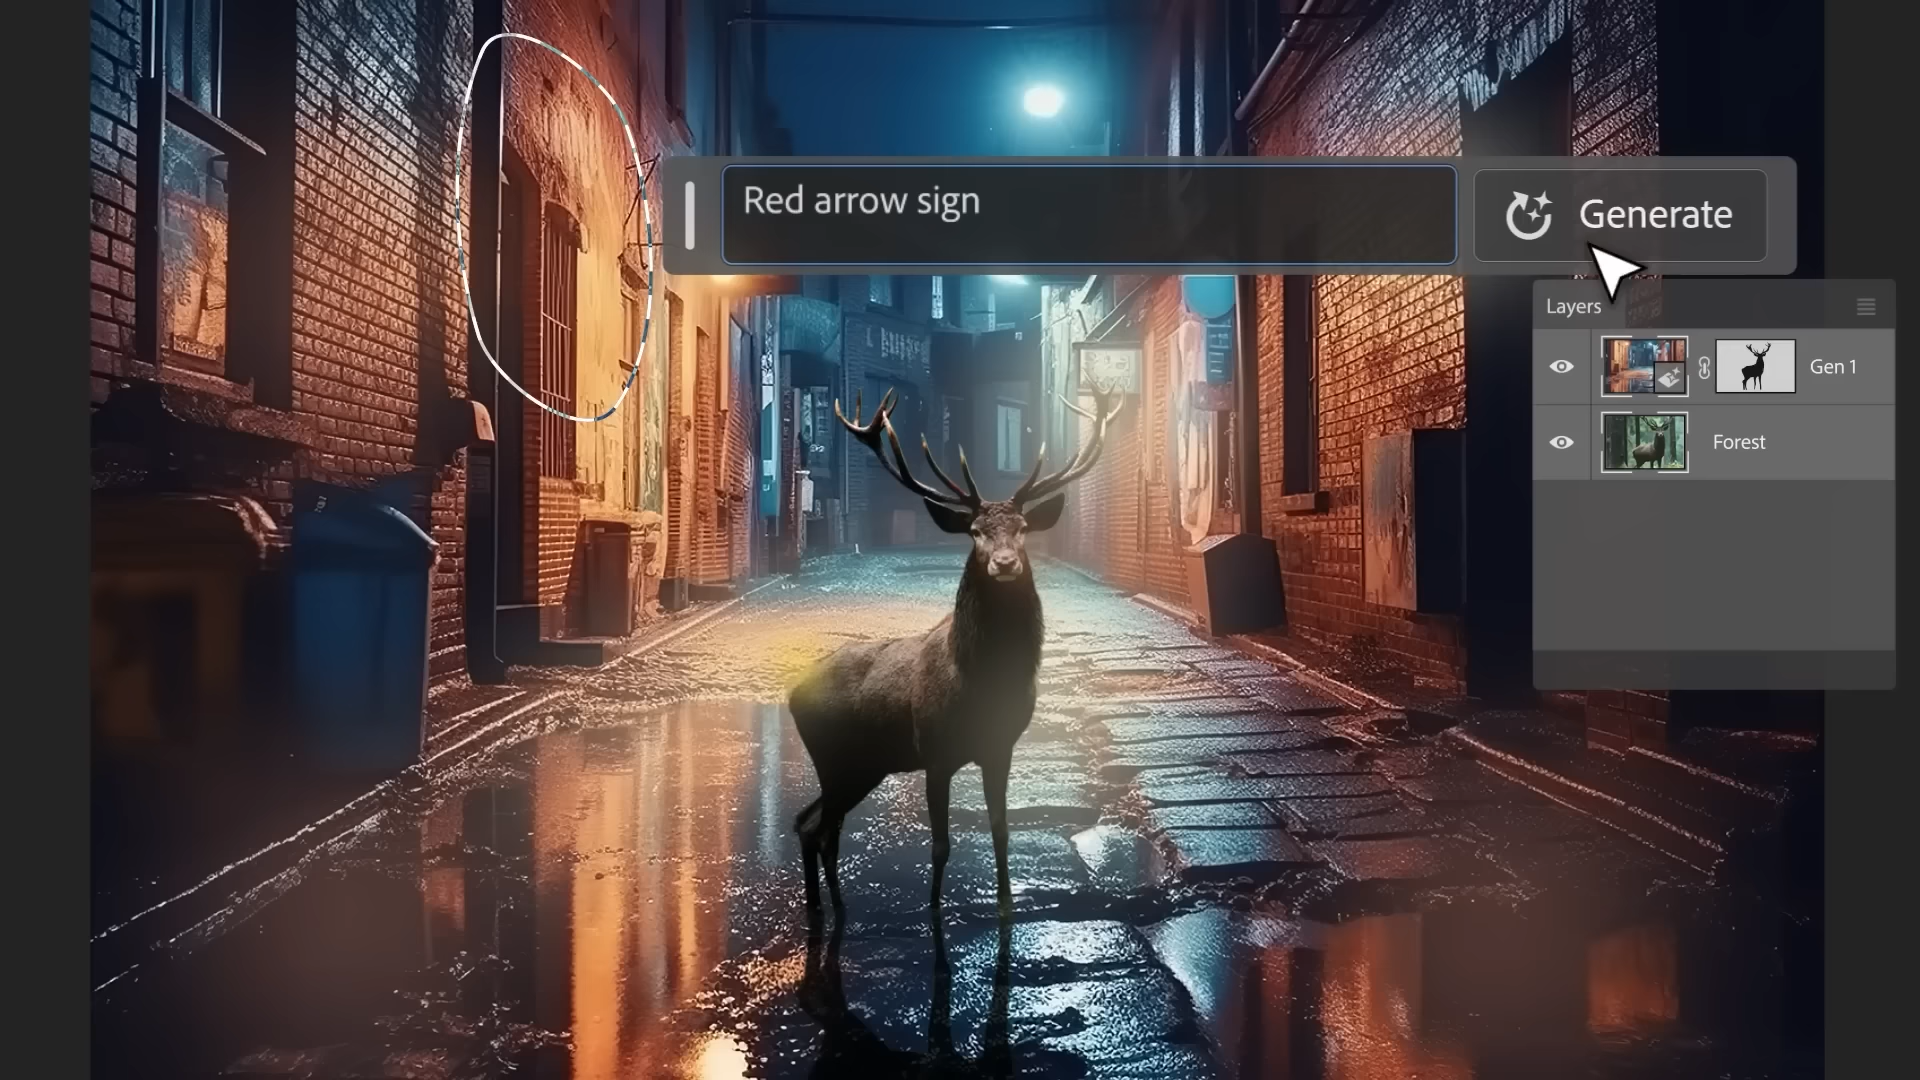 Red arrow sign
Generate
Layers
Gen 1
Forest